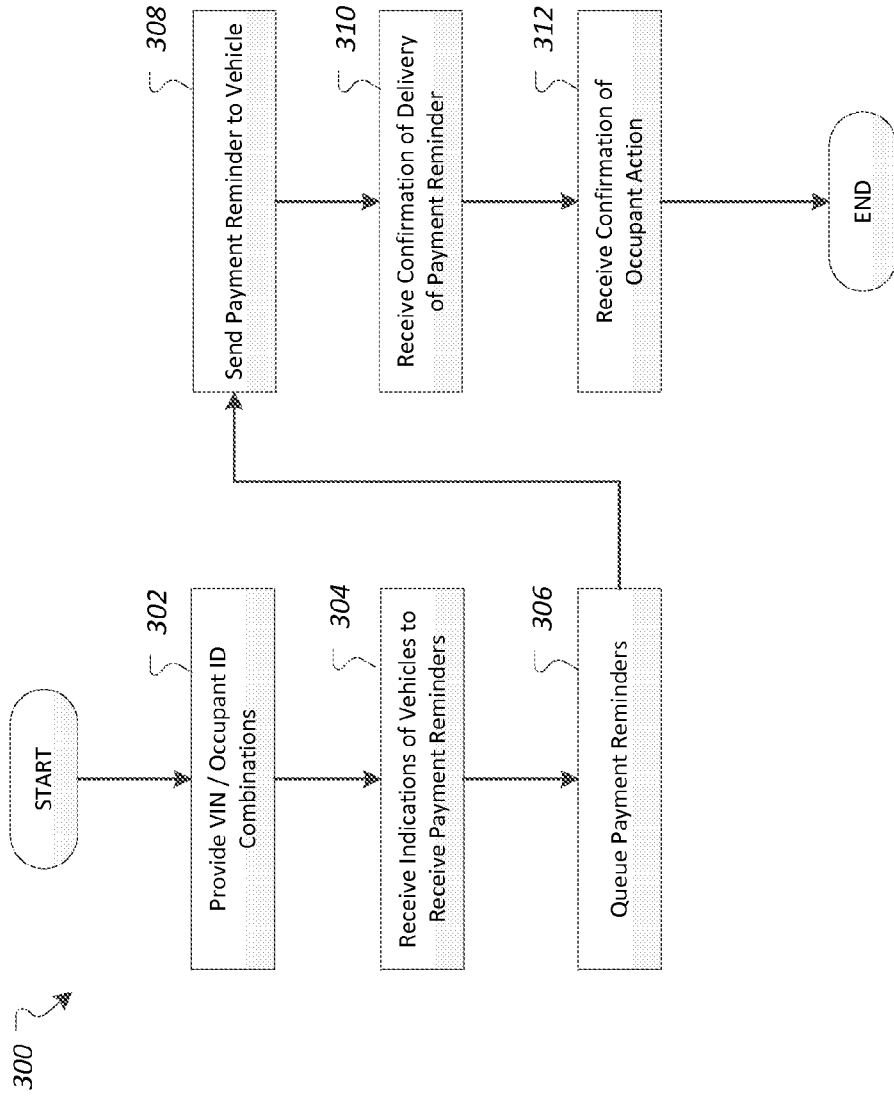 300
START
302
Provide VIN / Occupant ID
Combinations
304
Receive Indications of Vehicles to
Receive Payment Reminders
306
Queue Payment Reminders
308
Send Payment Reminder to Vehicle
310
Receive Confirmation of Delivery
of Payment Reminder
312
Receive Confirmation of
Occupant Action
END